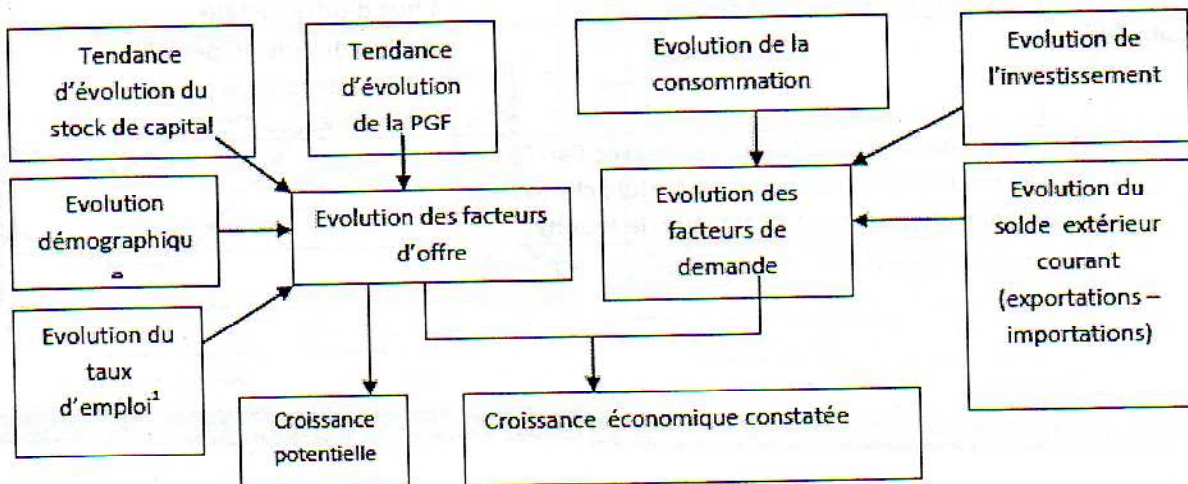 Tendance
d'évolution du
stock de capital
Tendance
d'évolution
de la PGF
Evolution de la
consommation
Evolution de
l'investissement
Evolution
démographiqu
e
Evolution des facteurs
d'offre
Evolution des
facteurs de
demande
Evolution du
solde extérieur
courant
(exportations –
importations)
Evolution du
taux
d'emploi¹
Croissance
potentielle
Croissance économique constatée